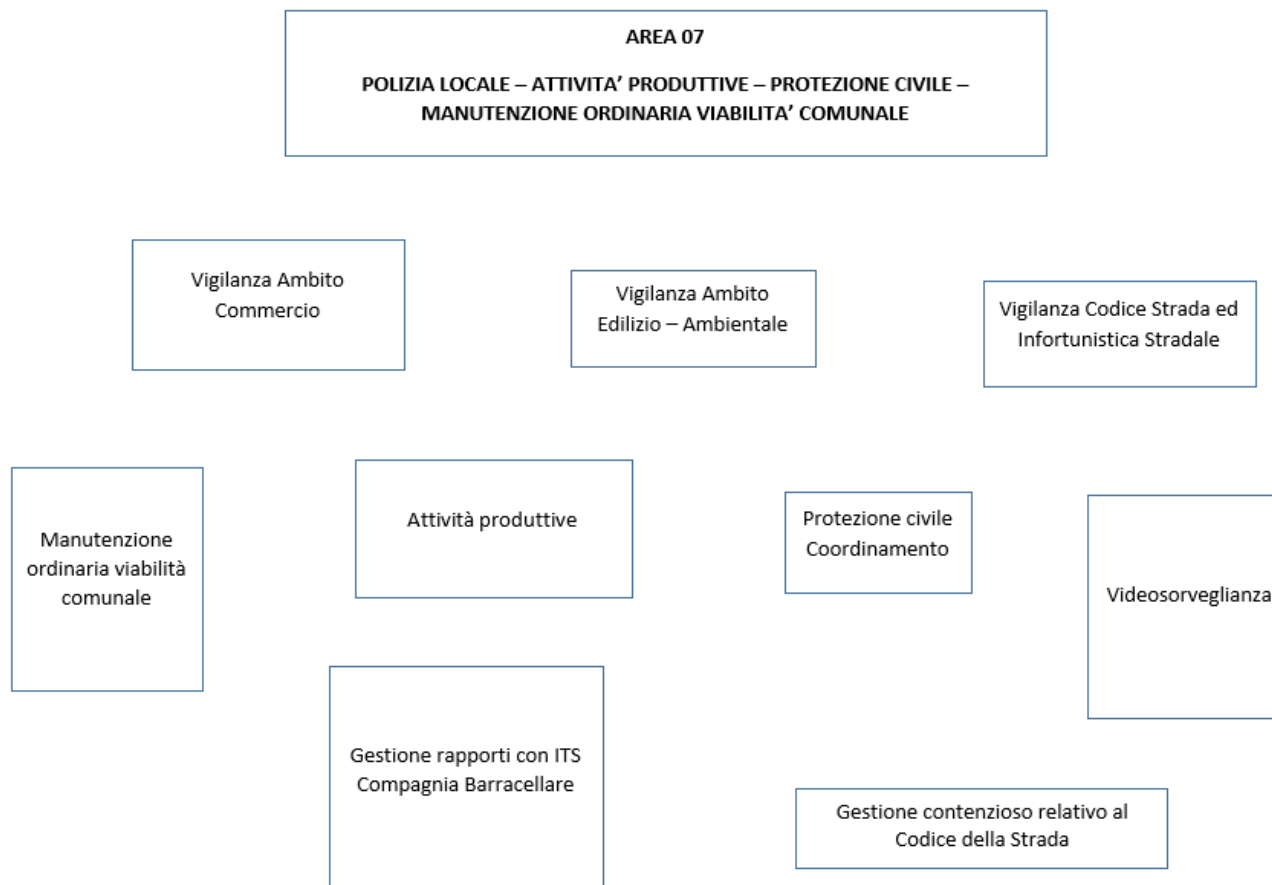 AREA 07
POLIZIA LOCALE – ATTIVITA’ PRODUTTIVE – PROTEZIONE CIVILE –
MANUTENZIONE ORDINARIA VIABILITA’ COMUNALE
Vigilanza Ambito
Commercio
Vigilanza Ambito
Edilizio – Ambientale
Vigilanza Codice Strada ed
Infortunistica Stradale
Manutenzione
ordinaria viabilità
comunale
Attività produttive
Protezione civile
Coordinamento
Videosorveglianza
Gestione rapporti con ITS
Compagnia Barracellare
Gestione contenzioso relativo al
Codice della Strada